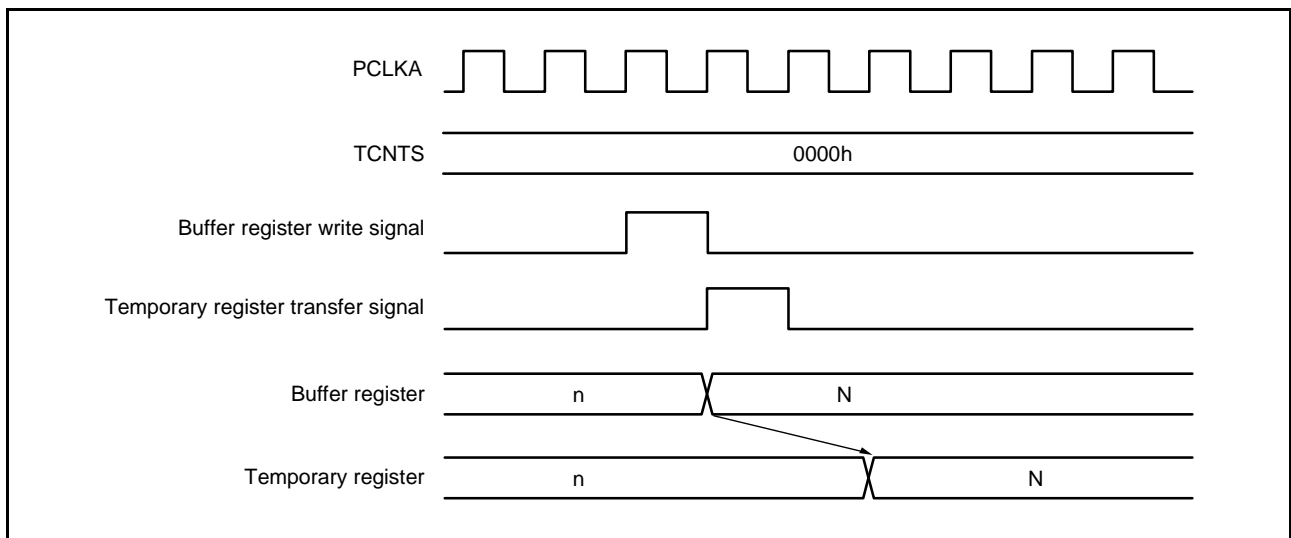 PCLKA
TCNTS
0000h
Buffer register write signal
Temporary register transfer signal
Buffer register
n
N
Temporary register
n
N